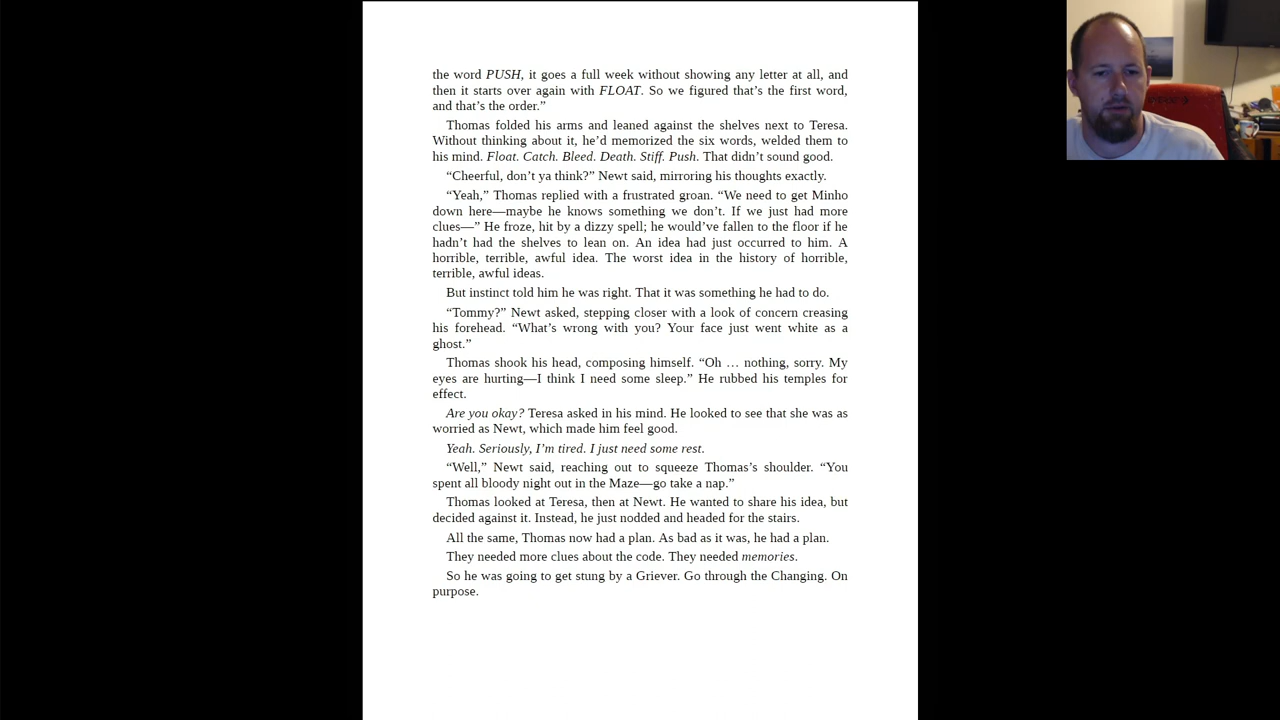 the word PUSH, it goes a full week without showing any letter at all, and
then it starts over again with FLOAT. So we figured that’s the first word,
and that’s the order.”
Thomas folded his arms and leaned against the shelves next to Teresa.
Without thinking about it, he’d memorized the six words, welded them to
his mind. Float. Catch. Bleed. Death. Stiff. Push. That didn’t sound good.
“Cheerful, don’t ya think?” Newt said, mirroring his thoughts exactly.
“Yeah,” Thomas replied with a frustrated groan. “We need to get Minho
down here—maybe he knows something we don’t. If we just had more
clues—” He froze, hit by a dizzy spell; he would’ve fallen to the floor if he
hadn’t had the shelves to lean on. An idea had just occurred to him. A
horrible, terrible, awful idea. The worst idea in the history of horrible,
terrible, awful ideas.
But instinct told him he was right. That it was something he had to do.
“Tommy?” Newt asked, stepping closer with a look of concern creasing
his forehead. “What’s wrong with you? Your face just went white as a
ghost.”
Thomas shook his head, composing himself. “Oh … nothing, sorry. My
eyes are hurting—I think I need some sleep.” He rubbed his temples for
effect.
Are you okay? Teresa asked in his mind. He looked to see that she was as
worried as Newt, which made him feel good.
Yeah. Seriously, I’m tired. I just need some rest.
“Well,” Newt said, reaching out to squeeze Thomas’s shoulder. “You
spent all bloody night out in the Maze—go take a nap.”
Thomas looked at Teresa, then at Newt. He wanted to share his idea, but
decided against it. Instead, he just nodded and headed for the stairs.
All the same, Thomas now had a plan. As bad as it was, he had a plan.
They needed more clues about the code. They needed memories.
So he was going to get stung by a Griever. Go through the Changing. On
purpose.